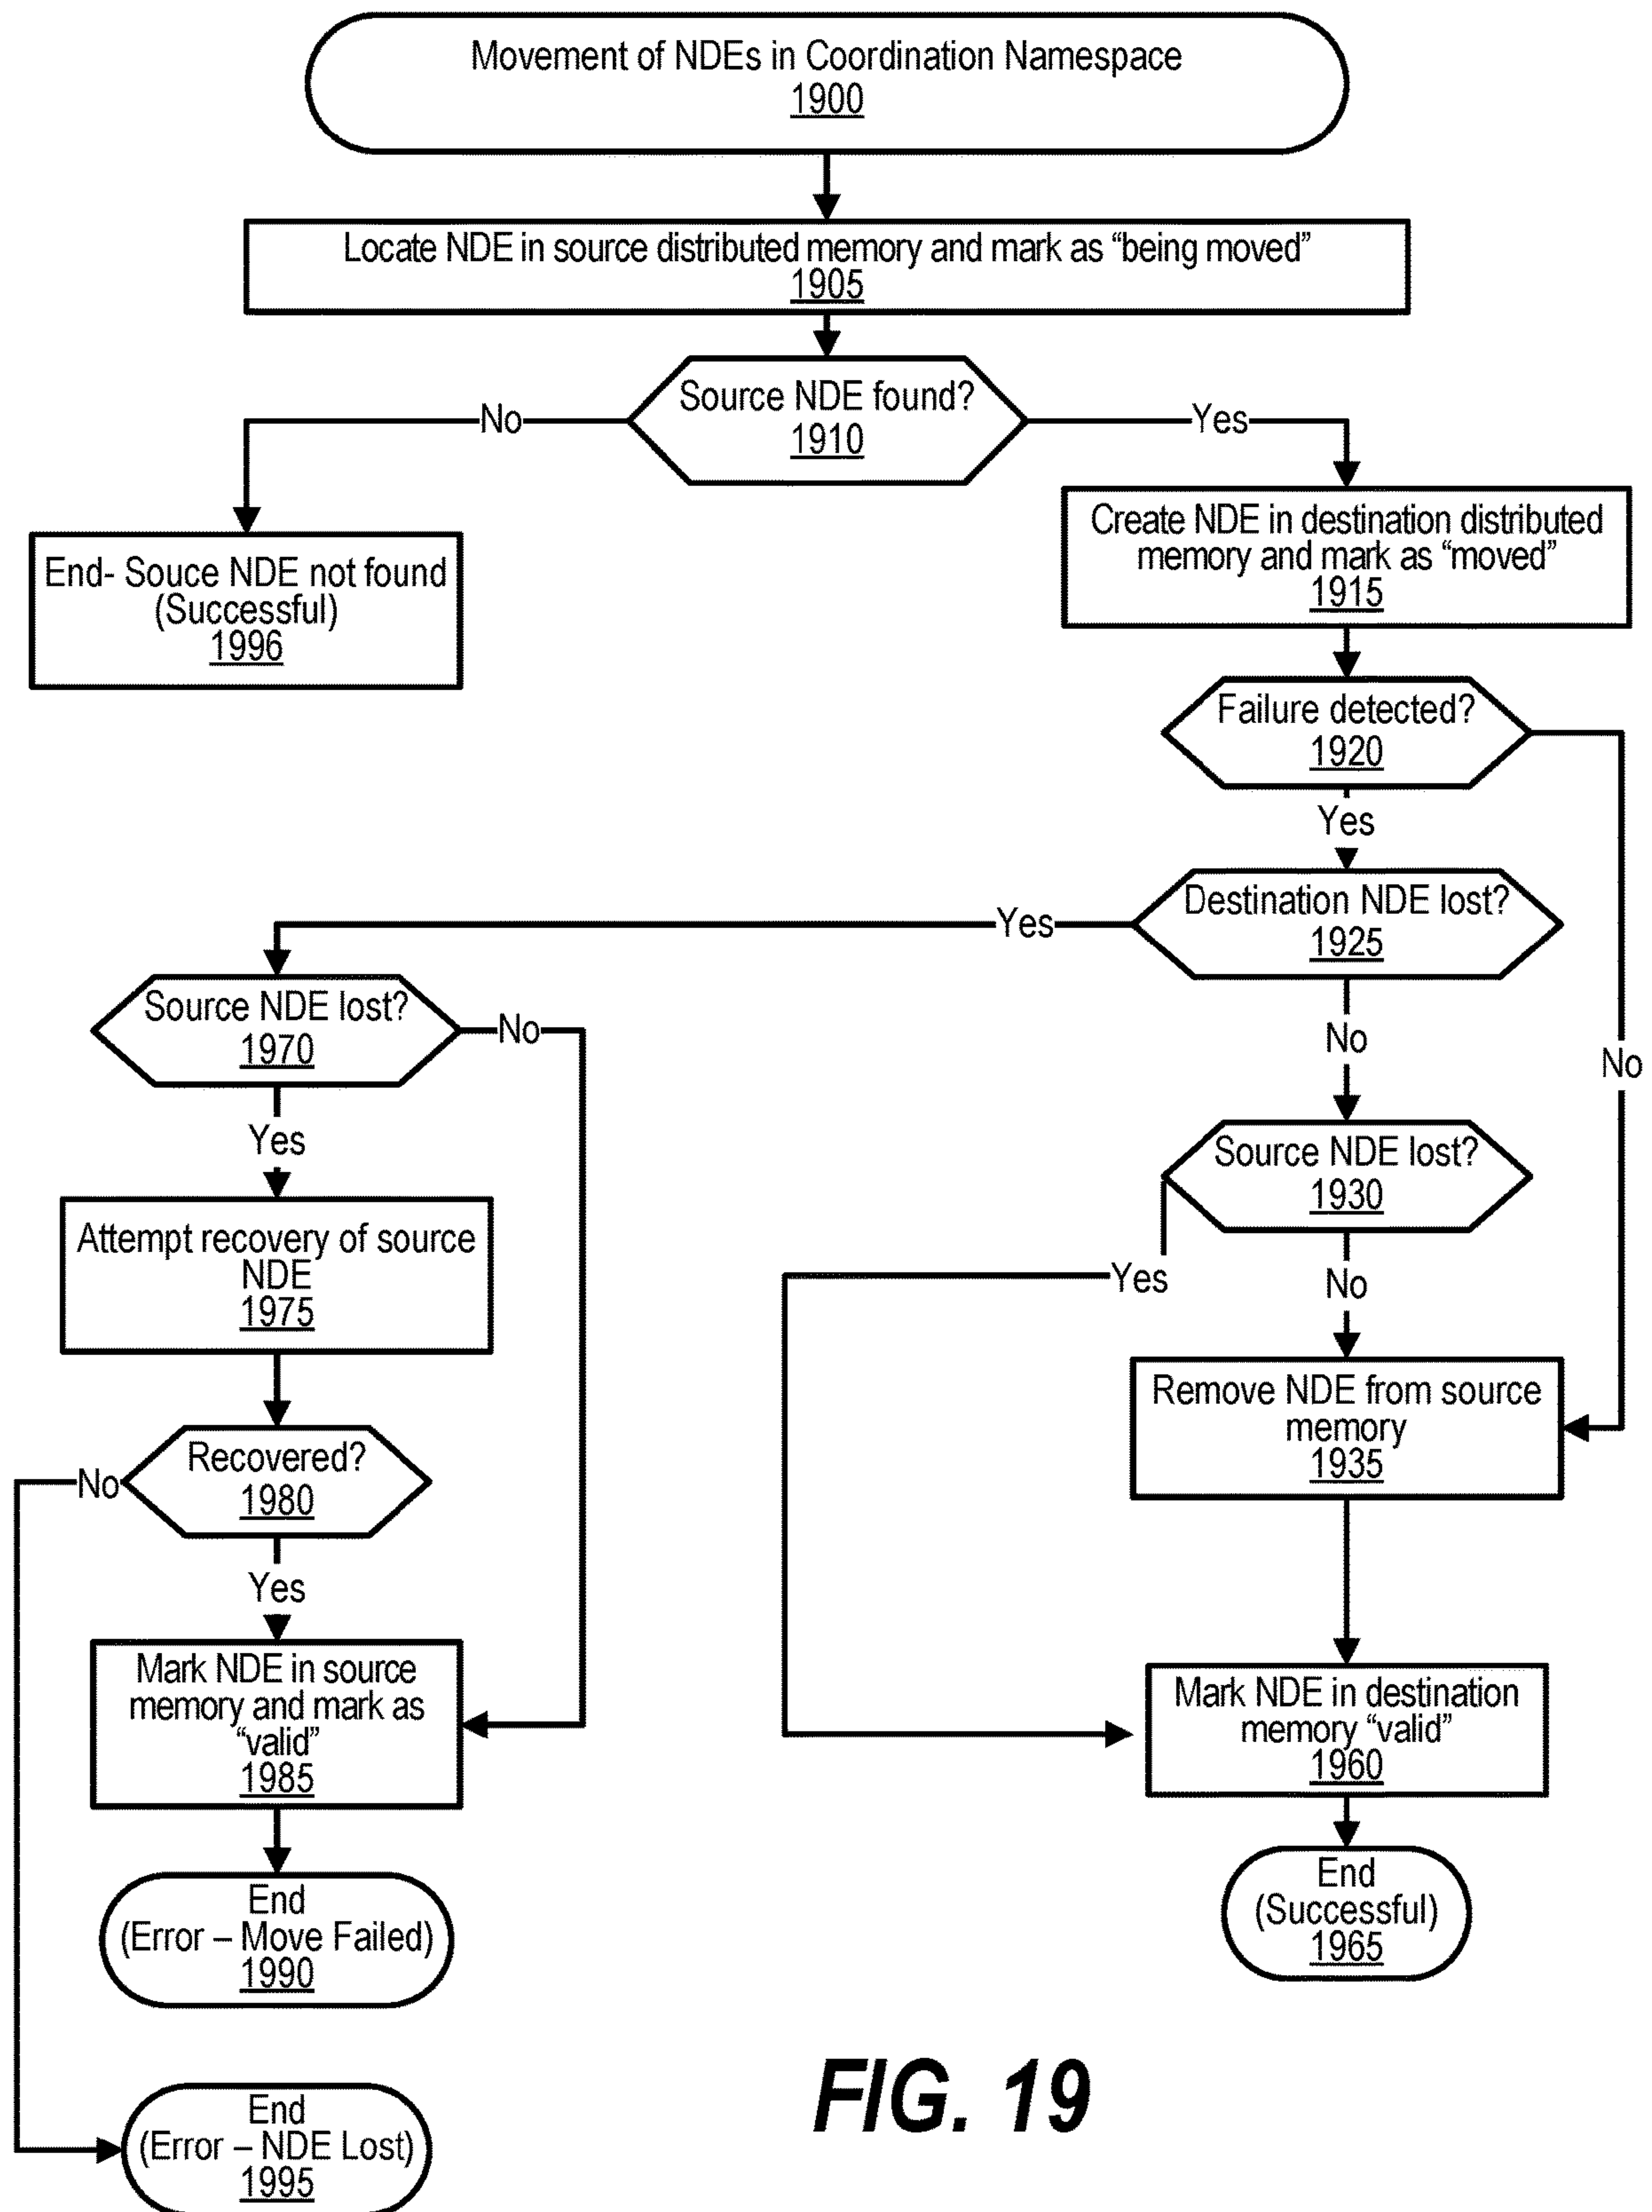 Movement of NDEs in Coordination Namespace
1900
Locate NDE in source distributed memory and mark as “being moved”
1905
Source NDE found?
1910
No
Yes
End- Souce NDE not found
(Successful)
1996
Create NDE in destination distributed
memory and mark as “moved”
1915
Failure detected?
1920
Yes
No
Destination NDE lost?
1925
Yes
No
Source NDE lost?
1970
No
Yes
Source NDE lost?
1930
Yes
No
Attempt recovery of source
NDE
1975
Remove NDE from source
memory
1935
Recovered?
1980
No
Yes
Mark NDE in source
memory and mark as
“valid”
1985
Mark NDE in destination
memory “valid”
1960
End
(Error – Move Failed)
1990
End
(Successful)
1965
End
(Error – NDE Lost)
1995
FIG. 19